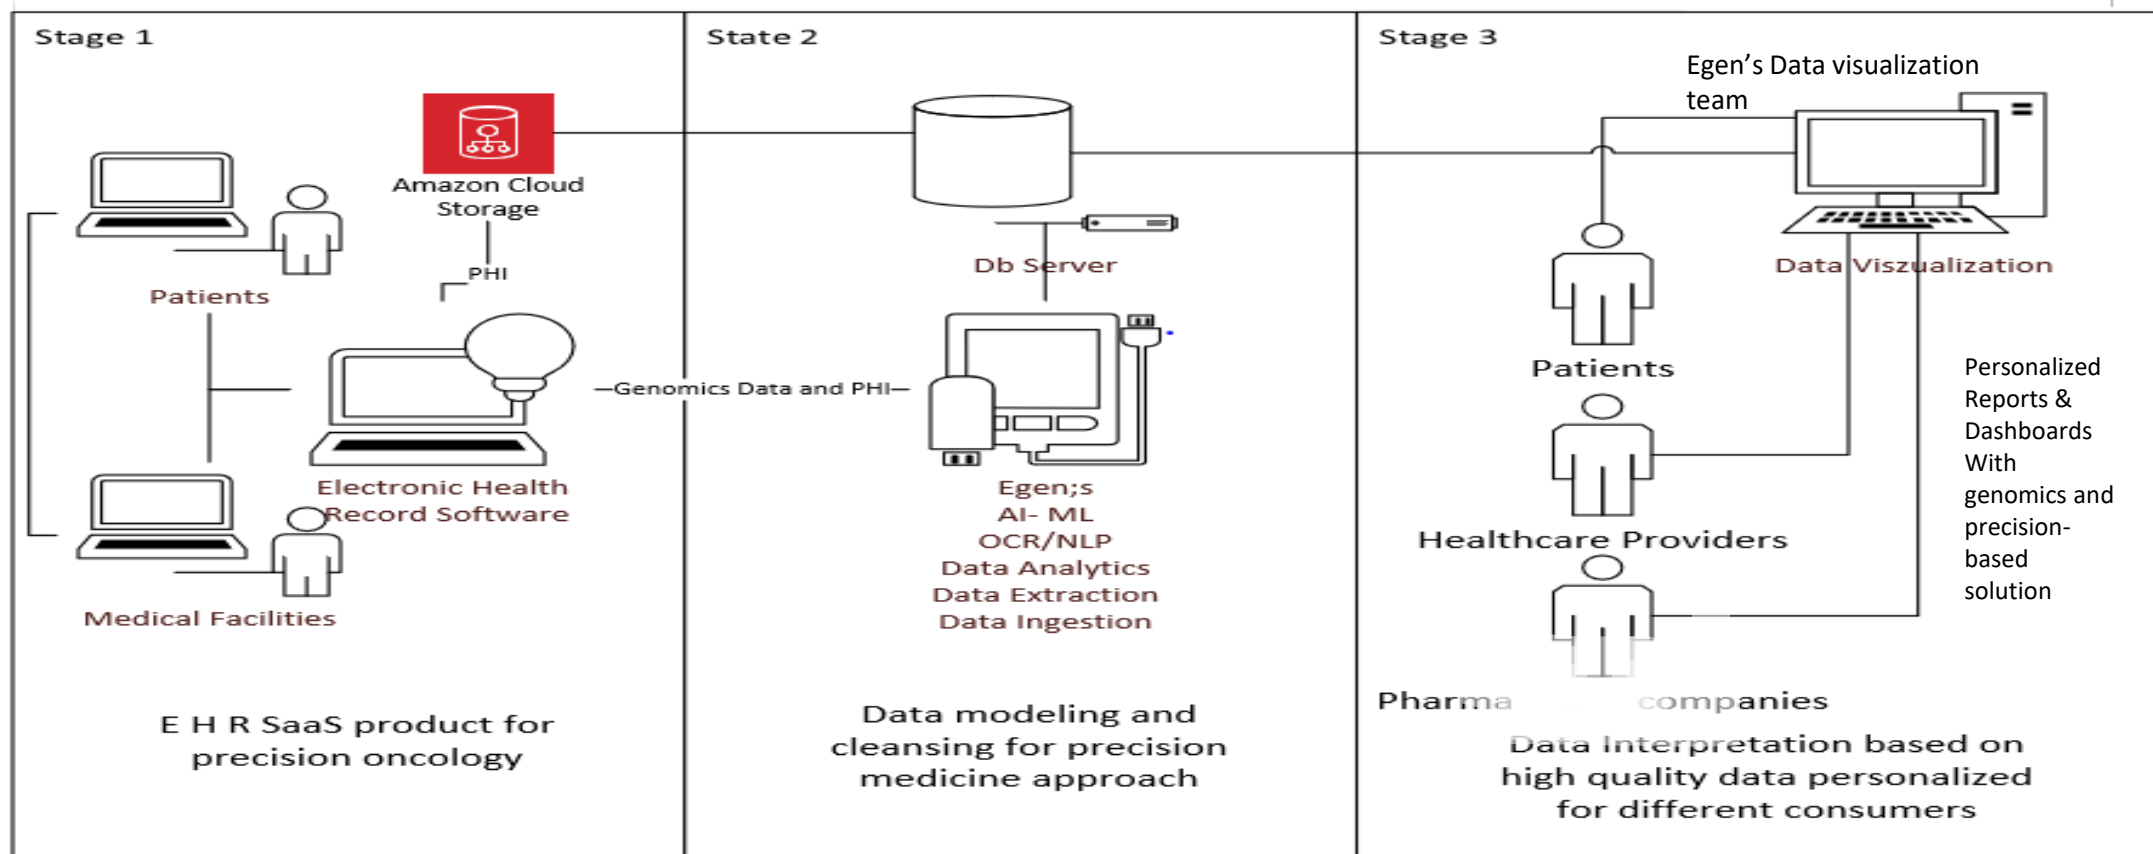 Stage 1
Amazon Cloud
Storage
PHI
Patients
Electronic Health
Record Software
Medical Facilities
E H R SaaS product for
precision oncology
State 2
Db Server
—Genomics Data and PHI—
Egen;s
AI- ML
OCR/NLP
Data Analytics
Data Extraction
Data Ingestion
Data modeling and
cleansing for precision
medicine approach
Stage 3
Egen’s Data visualization
team
Data Viszualization
Patients
Healthcare Providers
Pharma companies
Personalized
Reports &
Dashboards
With
genomics and
precision-
based
solution
Data Interpretation based on
high quality data personalized
for different consumers